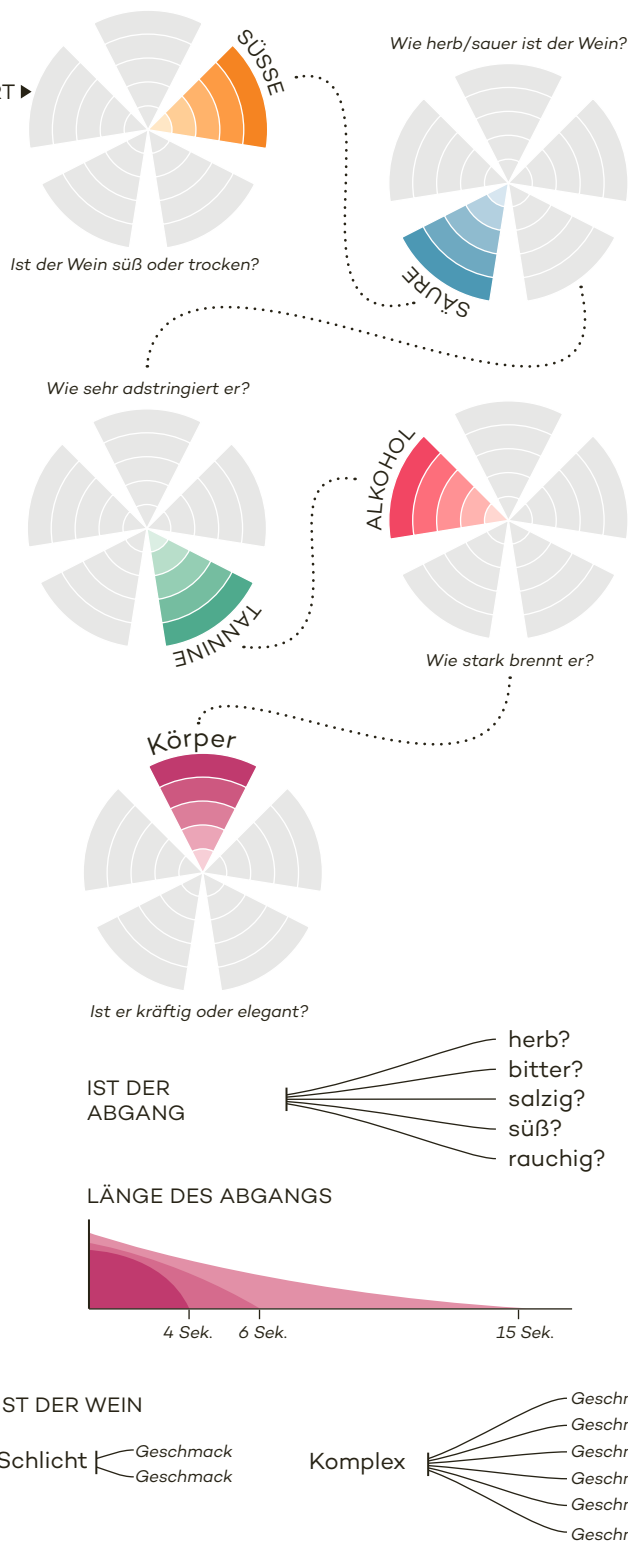 SÜSSE
Ist der Wein süß oder trocken?
Wie herb/sauer ist der Wein?
SÄURE
Wie sehr adstringiert er?
TANNINE
ALKOHOL
Wie stark brennt er?
Körper
Ist er kräftig oder elegant?
IST DER
ABGANG
herb?
bitter?
salzig?
süß?
rauchig?
LÄNGE DES ABGANGS
4 Sek.
6 Sek.
15 Sek.
ST DER WEIN
Schlicht
Geschmack
Geschmack
Komplex